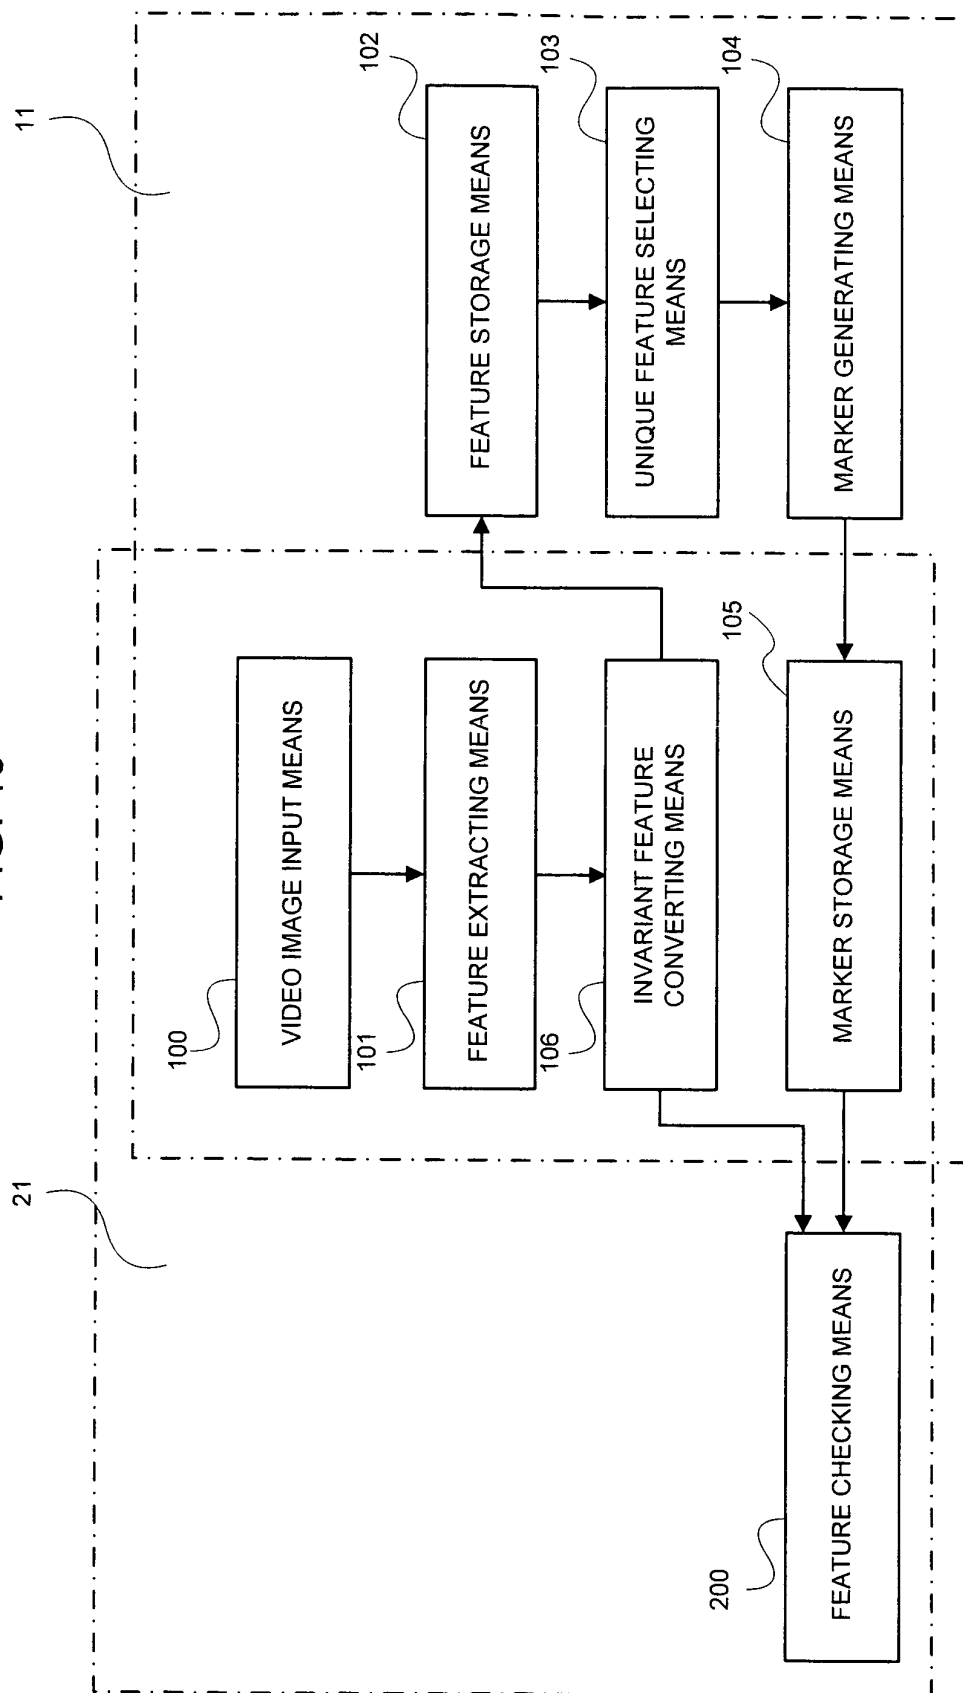 21
11
100
VIDEO IMAGE INPUT MEANS
101
FEATURE EXTRACTING MEANS
102
FEATURE STORAGE MEANS
106
INVARIANT FEATURE
CONVERTING MEANS
103
UNIQUE FEATURE SELECTING
MEANS
200
FEATURE CHECKING MEANS
105
MARKER STORAGE MEANS
104
MARKER GENERATING MEANS